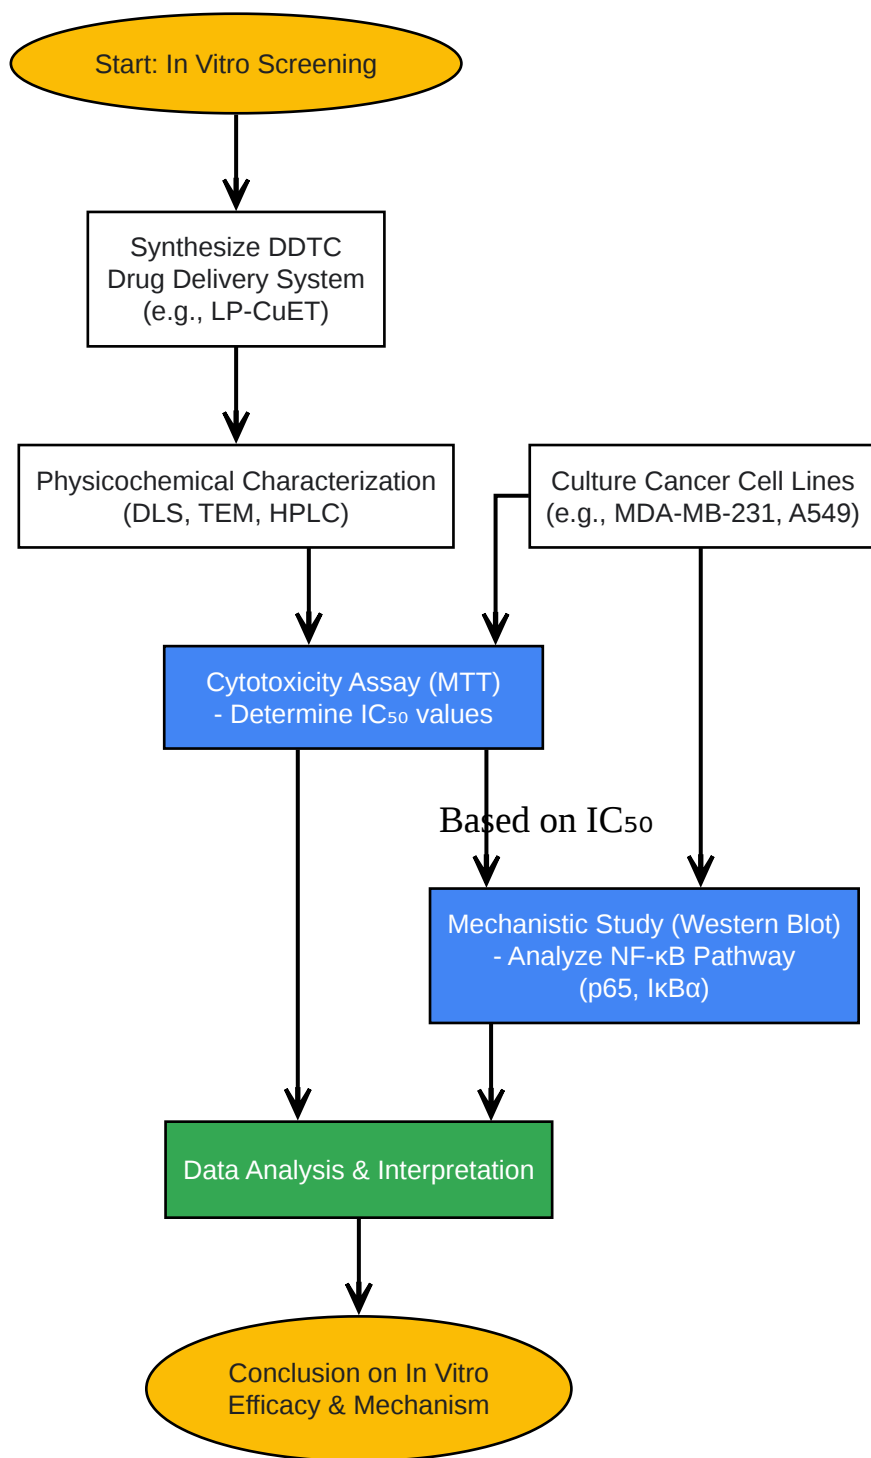 Start: In Vitro Screening
Synthesize DDTC
Drug Delivery System
(e.g., LP-CuET)
Physicochemical Characterization
(DLS, TEM, HPLC)
Culture Cancer Cell Lines
(e.g., MDA-MB-231, A549)
Cytotoxicity Assay (MTT)
- Determine IC₅₀ values
Based on IC₅₀
Mechanistic Study (Western Blot)
- Analyze NF-κB Pathway
(p65, IκBα)
Data Analysis & Interpretation
Conclusion on In Vitro
Efficacy & Mechanism